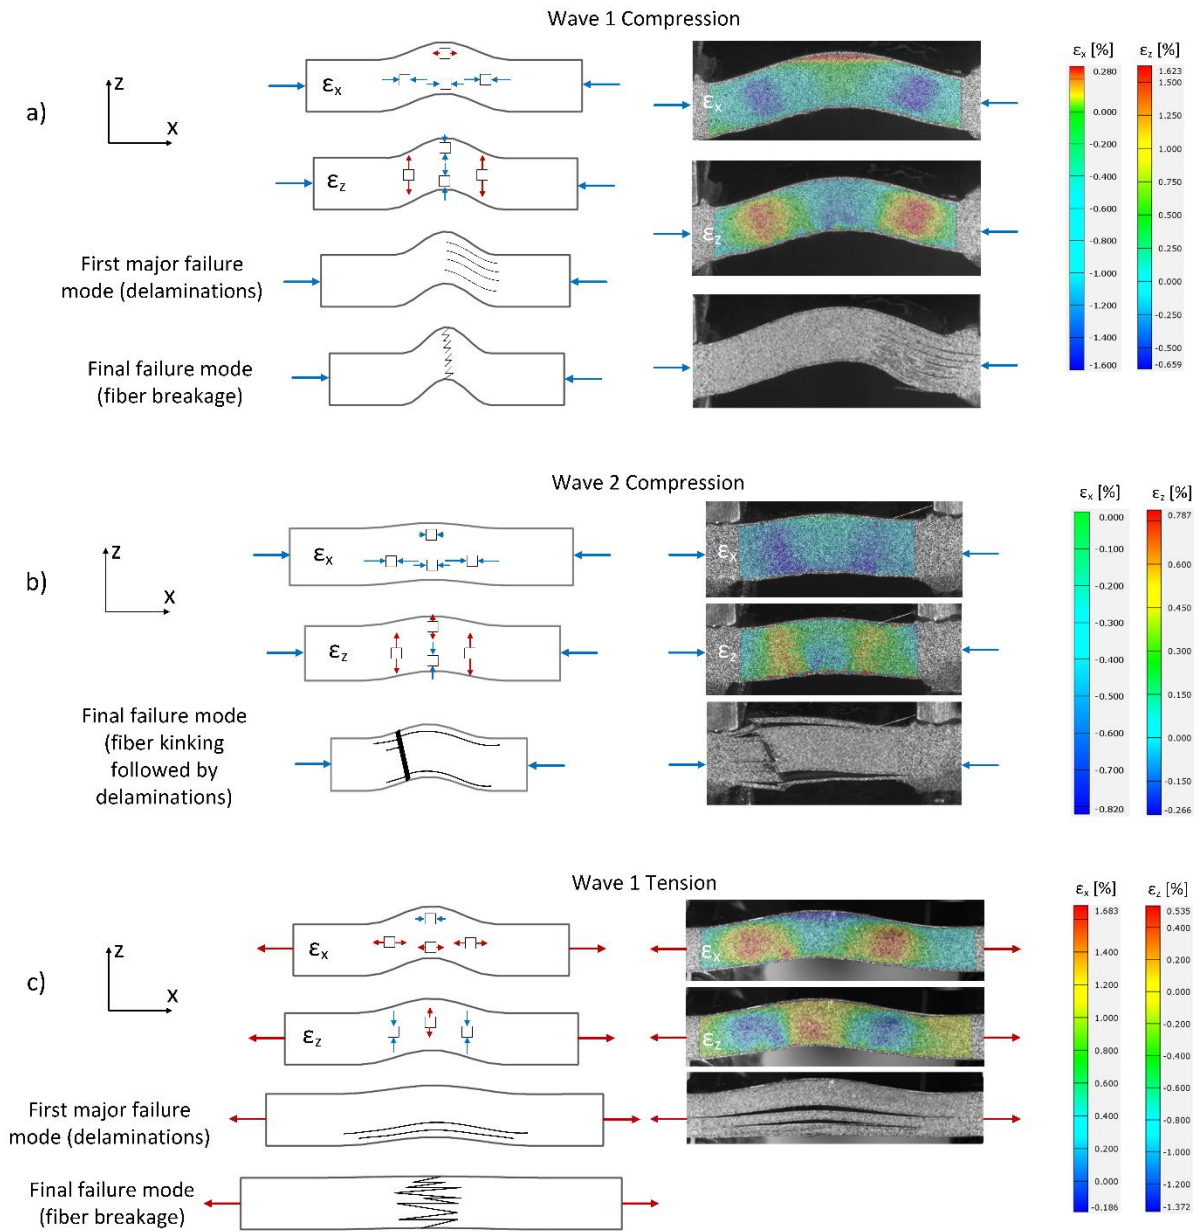 Wave 1 Compression
a)
z
x
εx
εx
εz
εz
First major failure
mode (delaminations)
Final failure mode
(fiber breakage)
εx [%]
0.280
0.000
-0.200
-0.400
-0.600
-0.800
-1.000
-1.200
-1.400
-1.600
εz [%]
1.623
1.500
1.250
1.000
0.750
0.500
0.250
0.000
-0.250
-0.500
-0.659
Wave 2 Compression
b)
z
x
εx
εx
εz
εz
Final failure mode
(fiber kinking
followed by
delaminations)
εx [%]
0.000
-0.100
-0.200
-0.300
-0.400
-0.500
-0.600
-0.700
-0.820
εz [%]
0.787
0.600
0.450
0.300
0.150
0.000
-0.150
-0.266
Wave 1 Tension
c)
z
x
εx
εx
εz
εz
First major failure
mode (delaminations)
Final failure mode
(fiber breakage)
εx [%]
1.683
1.400
1.200
1.000
0.800
0.600
0.400
0.200
0.000
-0.186
εz [%]
0.535
0.200
0.000
-0.200
-0.400
-0.600
-0.800
-1.000
-1.200
-1.372